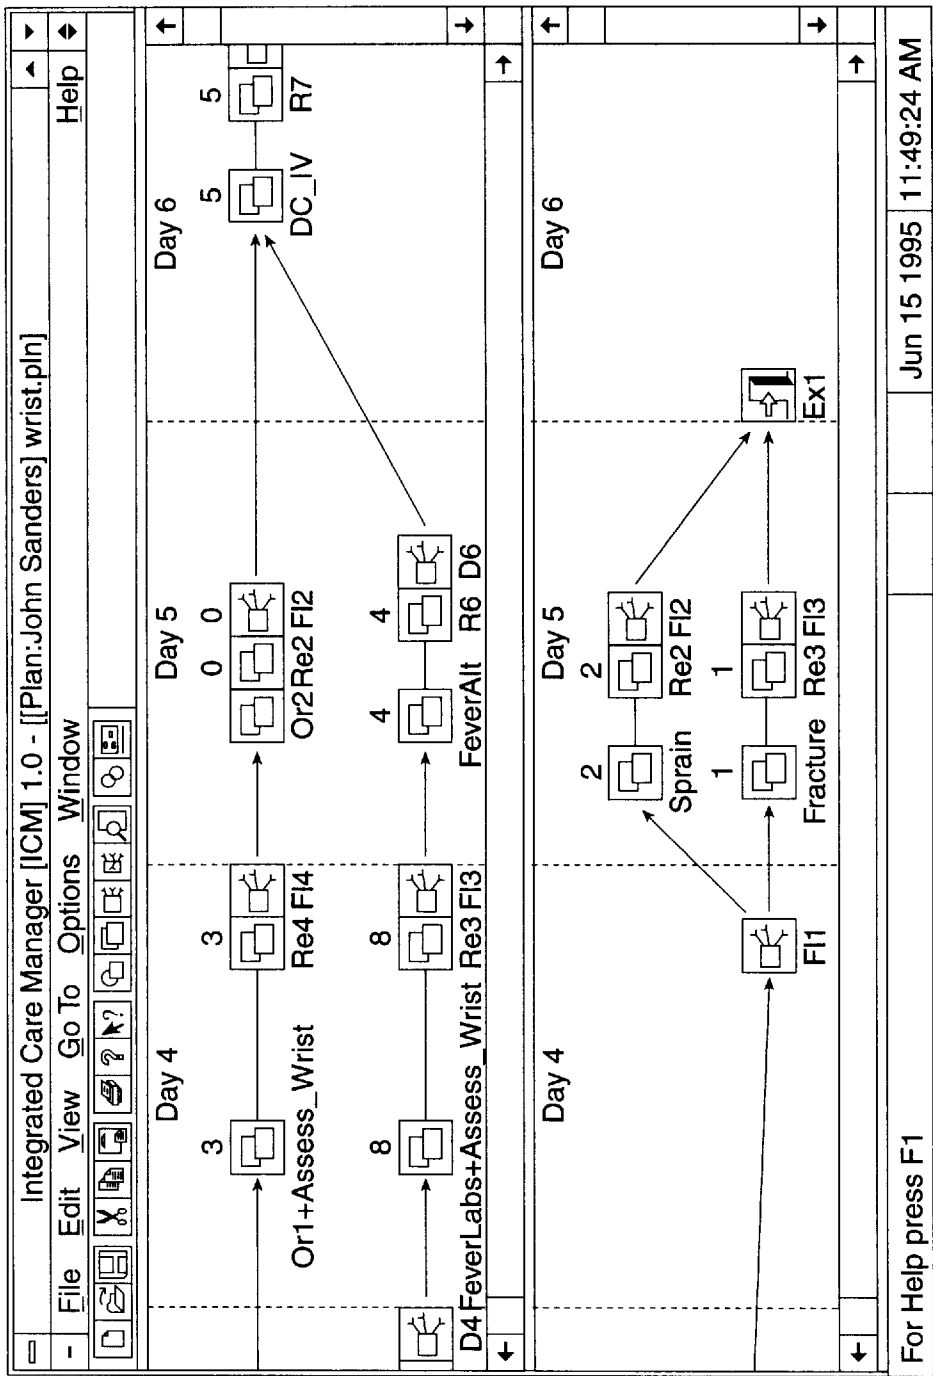 Integrated Care Manager [ICM] 1.0 - [[Plan:John Sanders] wrist.pln]
File Edit View Go To Options Window Help
Day 4 Day 5 Day 6
3 3 0 0 5 5
Or1+Assess_Wrist Re4 Fl4 Or2 Re2 Fl2 DC_IV R7
8 8 4 4
D4 FeverLabs+Assess_Wrist Re3 Fl3 FeverAlt R6 D6
Day 4 Day 5 Day 6
2 2
Sprain Re2 Fl2
1 1
Fl1 Fracture Re3 Fl3 Ex1
For Help press F1 Jun 15 1995 11:49:24 AM